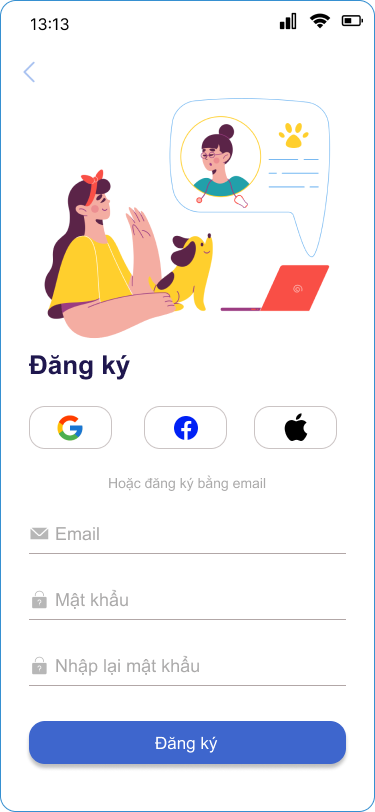 13:13
Đăng ký
Hoặc đăng ký bằng email
Email
Mật khẩu
Nhập lại mật khẩu
Đăng ký